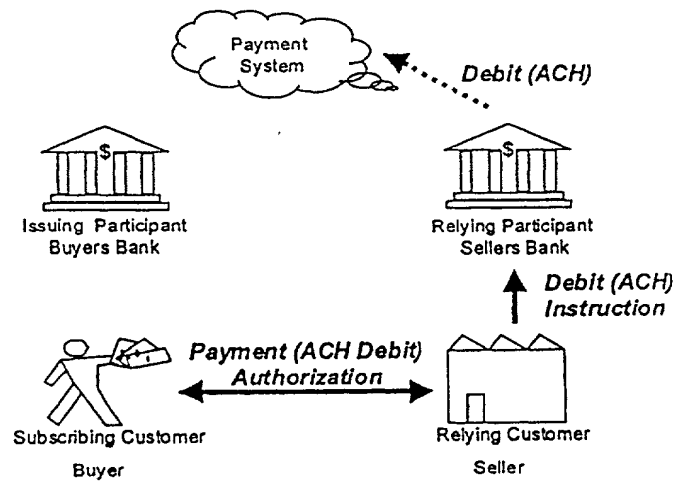 Payment
System
Debit (ACH)
$
$
Issuing Participant
Buyers Bank
Relying Participant
Sellers Bank
Debit (ACH)
Instruction
Payment (ACH Debit)
Authorization
Subscribing Customer
Buyer
Relying Customer
Seller